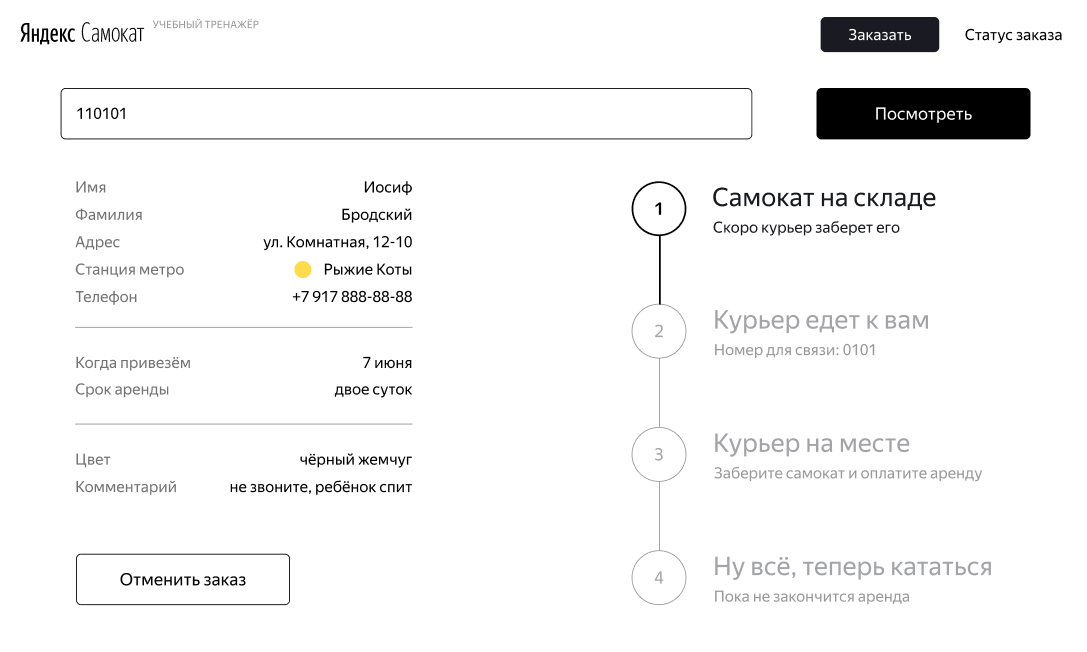 Яндекс Самокат УЧЕБНЫЙ ТРЕНАЖЁР Заказать Статус заказа
110101 Посмотреть
Имя Иосиф
Фамилия Бродский
Адрес ул. Комнатная, 12-10
Станция метро Рыжие Коты
Телефон +7 917 888-88-88
Когда привезём 7 июня
Срок аренды двое суток
Цвет чёрный жемчуг
Комментарий не звоните, ребёнок спит
Отменить заказ
1 Самокат на складе
Скоро курьер заберет его
2 Курьер едет к вам
Номер для связи: 0101
3 Курьер на месте
Заберите самокат и оплатите аренду
4 Ну всё, теперь кататься
Пока не закончится аренда